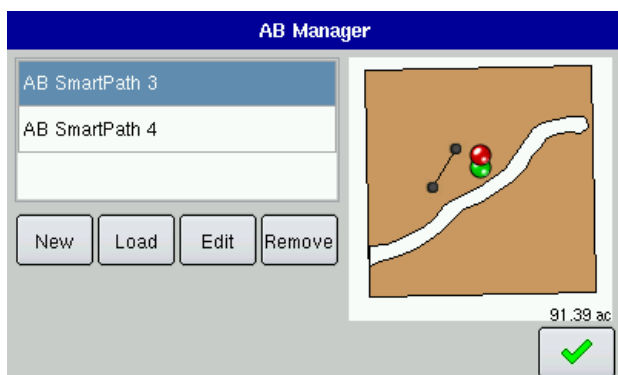 AB Manager
AB SmartPath 3
AB SmartPath 4
New Load Edit Remove
91.39 ac